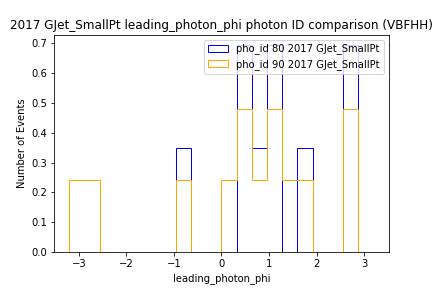 2017 GJet_SmallPt leading_photon_phi photon ID comparison (VBFHH)
pho_id 80 2017 GJet_SmallPt
pho_id 90 2017 GJet_SmallPt
0.7
0.6
0.5
0.4
0.3
0.2
0.1
0.0
Number of Events
−3 −2 −1 0 1 2 3
leading_photon_phi